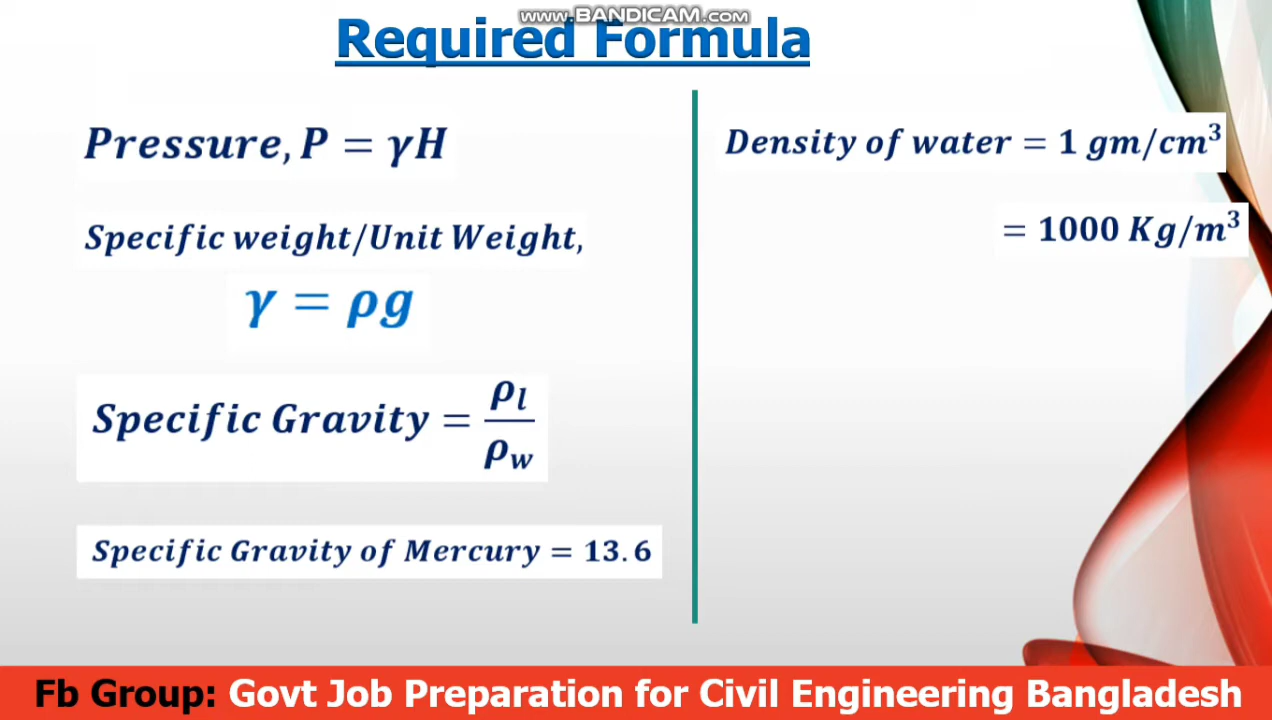 www.BANDICAM.com
Required Formula
Pressure, P = γH
Specific weight/Unit Weight,
γ = ρg
Specific Gravity = ρl/ρw
Specific Gravity of Mercury = 13.6
Density of water = 1 gm/cm³
= 1000 Kg/m³
Fb Group: Govt Job Preparation for Civil Engineering Bangladesh